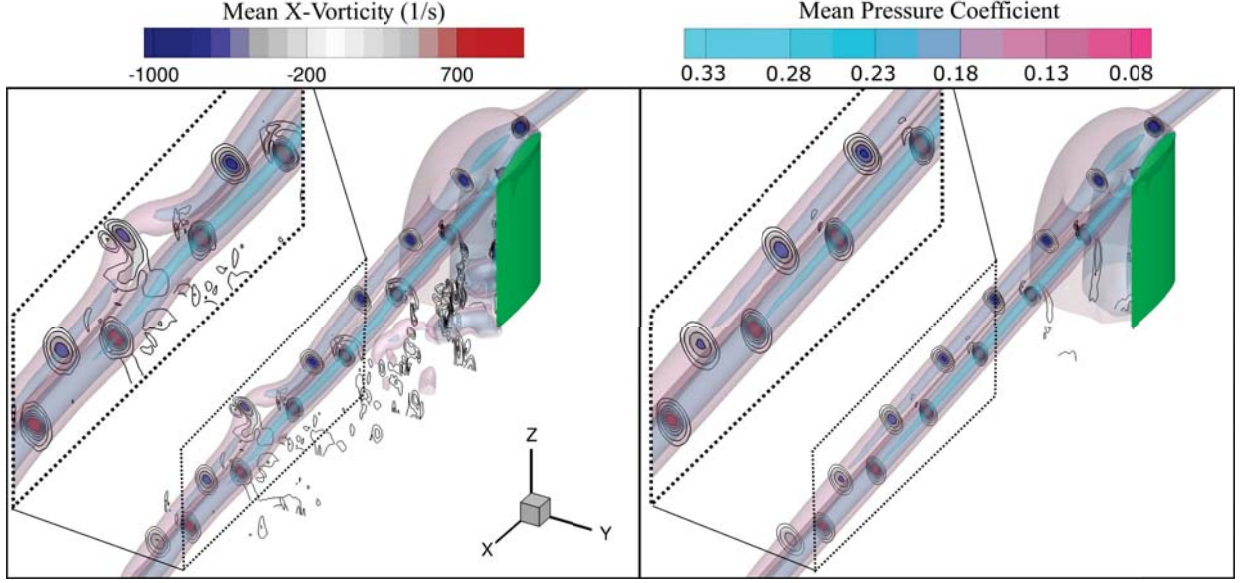 Mean X-Vorticity (1/s)
-1000 -200 700
Mean Pressure Coefficient
0.33 0.28 0.23 0.18 0.13 0.08
Z
X Y